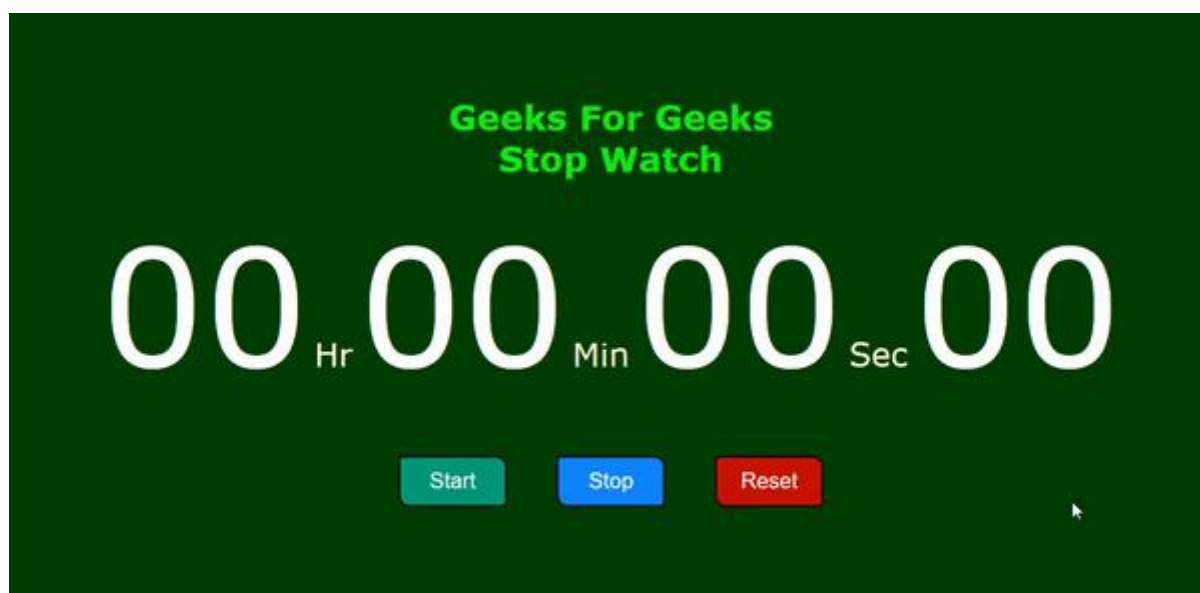 Geeks For Geeks
Stop Watch
00 Hr 00 Min 00 Sec 00
Start Stop Reset